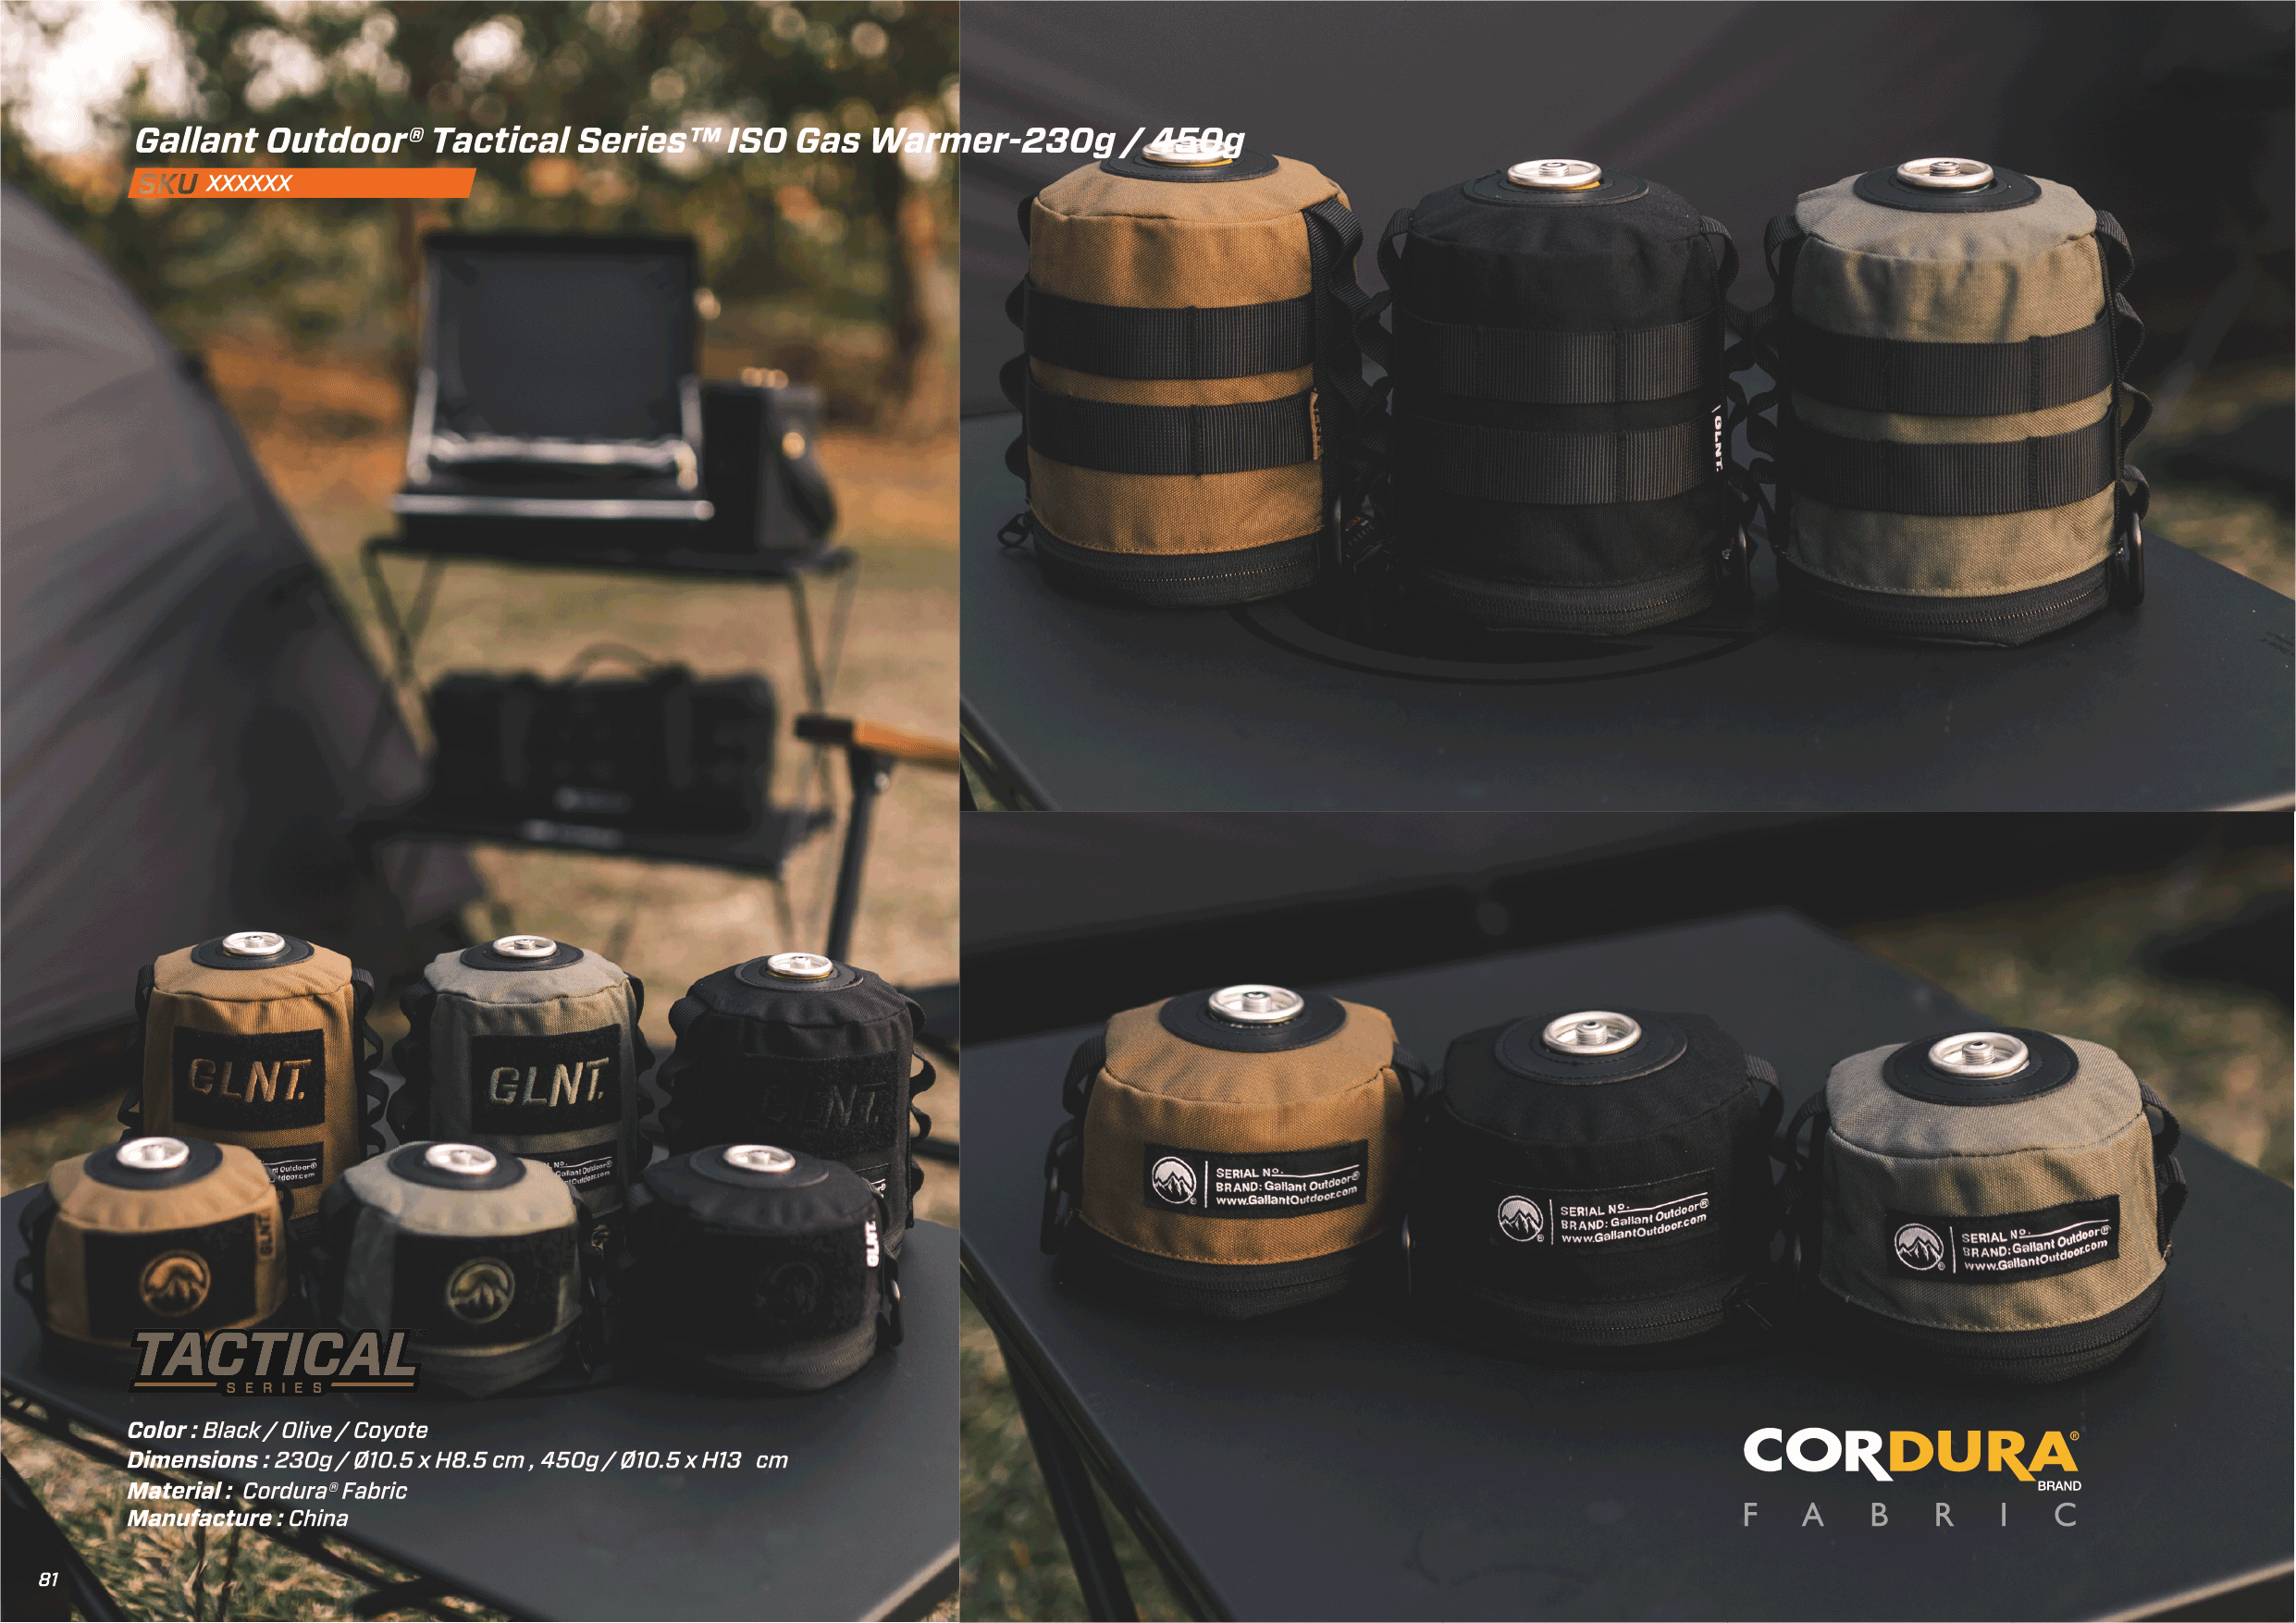 Gallant Outdoor® Tactical Series™ ISO Gas Warmer-230g / 450g
SKU XXXXXX
GLNT.
GLNT.
GLNT.
GLNT.
GLNT.
GLNT.
SERIAL Nº.
BRAND: Gallant Outdoor®
www.GallantOutdoor.com
SERIAL Nº.
BRAND: Gallant Outdoor®
www.GallantOutdoor.com
SERIAL Nº.
BRAND: Gallant Outdoor®
www.GallantOutdoor.com
TACTICAL
SERIES
Color : Black / Olive / Coyote
Dimensions : 230g / Ø10.5 x H8.5 cm , 450g / Ø10.5 x H13 cm
Material : Cordura® Fabric
Manufacture : China
81
CORDURA®
BRAND
FABRIC